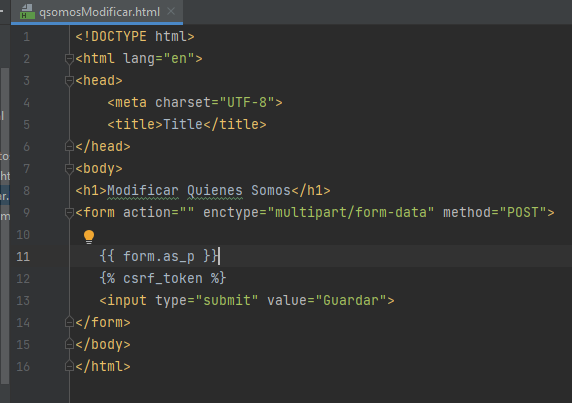 qsomosModificar.html
1 <!DOCTYPE html>
2 <html lang="en">
3 <head>
4 <meta charset="UTF-8">
5 <title>Title</title>
6 </head>
7 <body>
8 <h1>Modificar Quienes Somos</h1>
9 <form action="" enctype="multipart/form-data" method="POST">
10
11 {{ form.as_p }}
12 {% csrf_token %}
13 <input type="submit" value="Guardar">
14 </form>
15 </body>
16 </html>